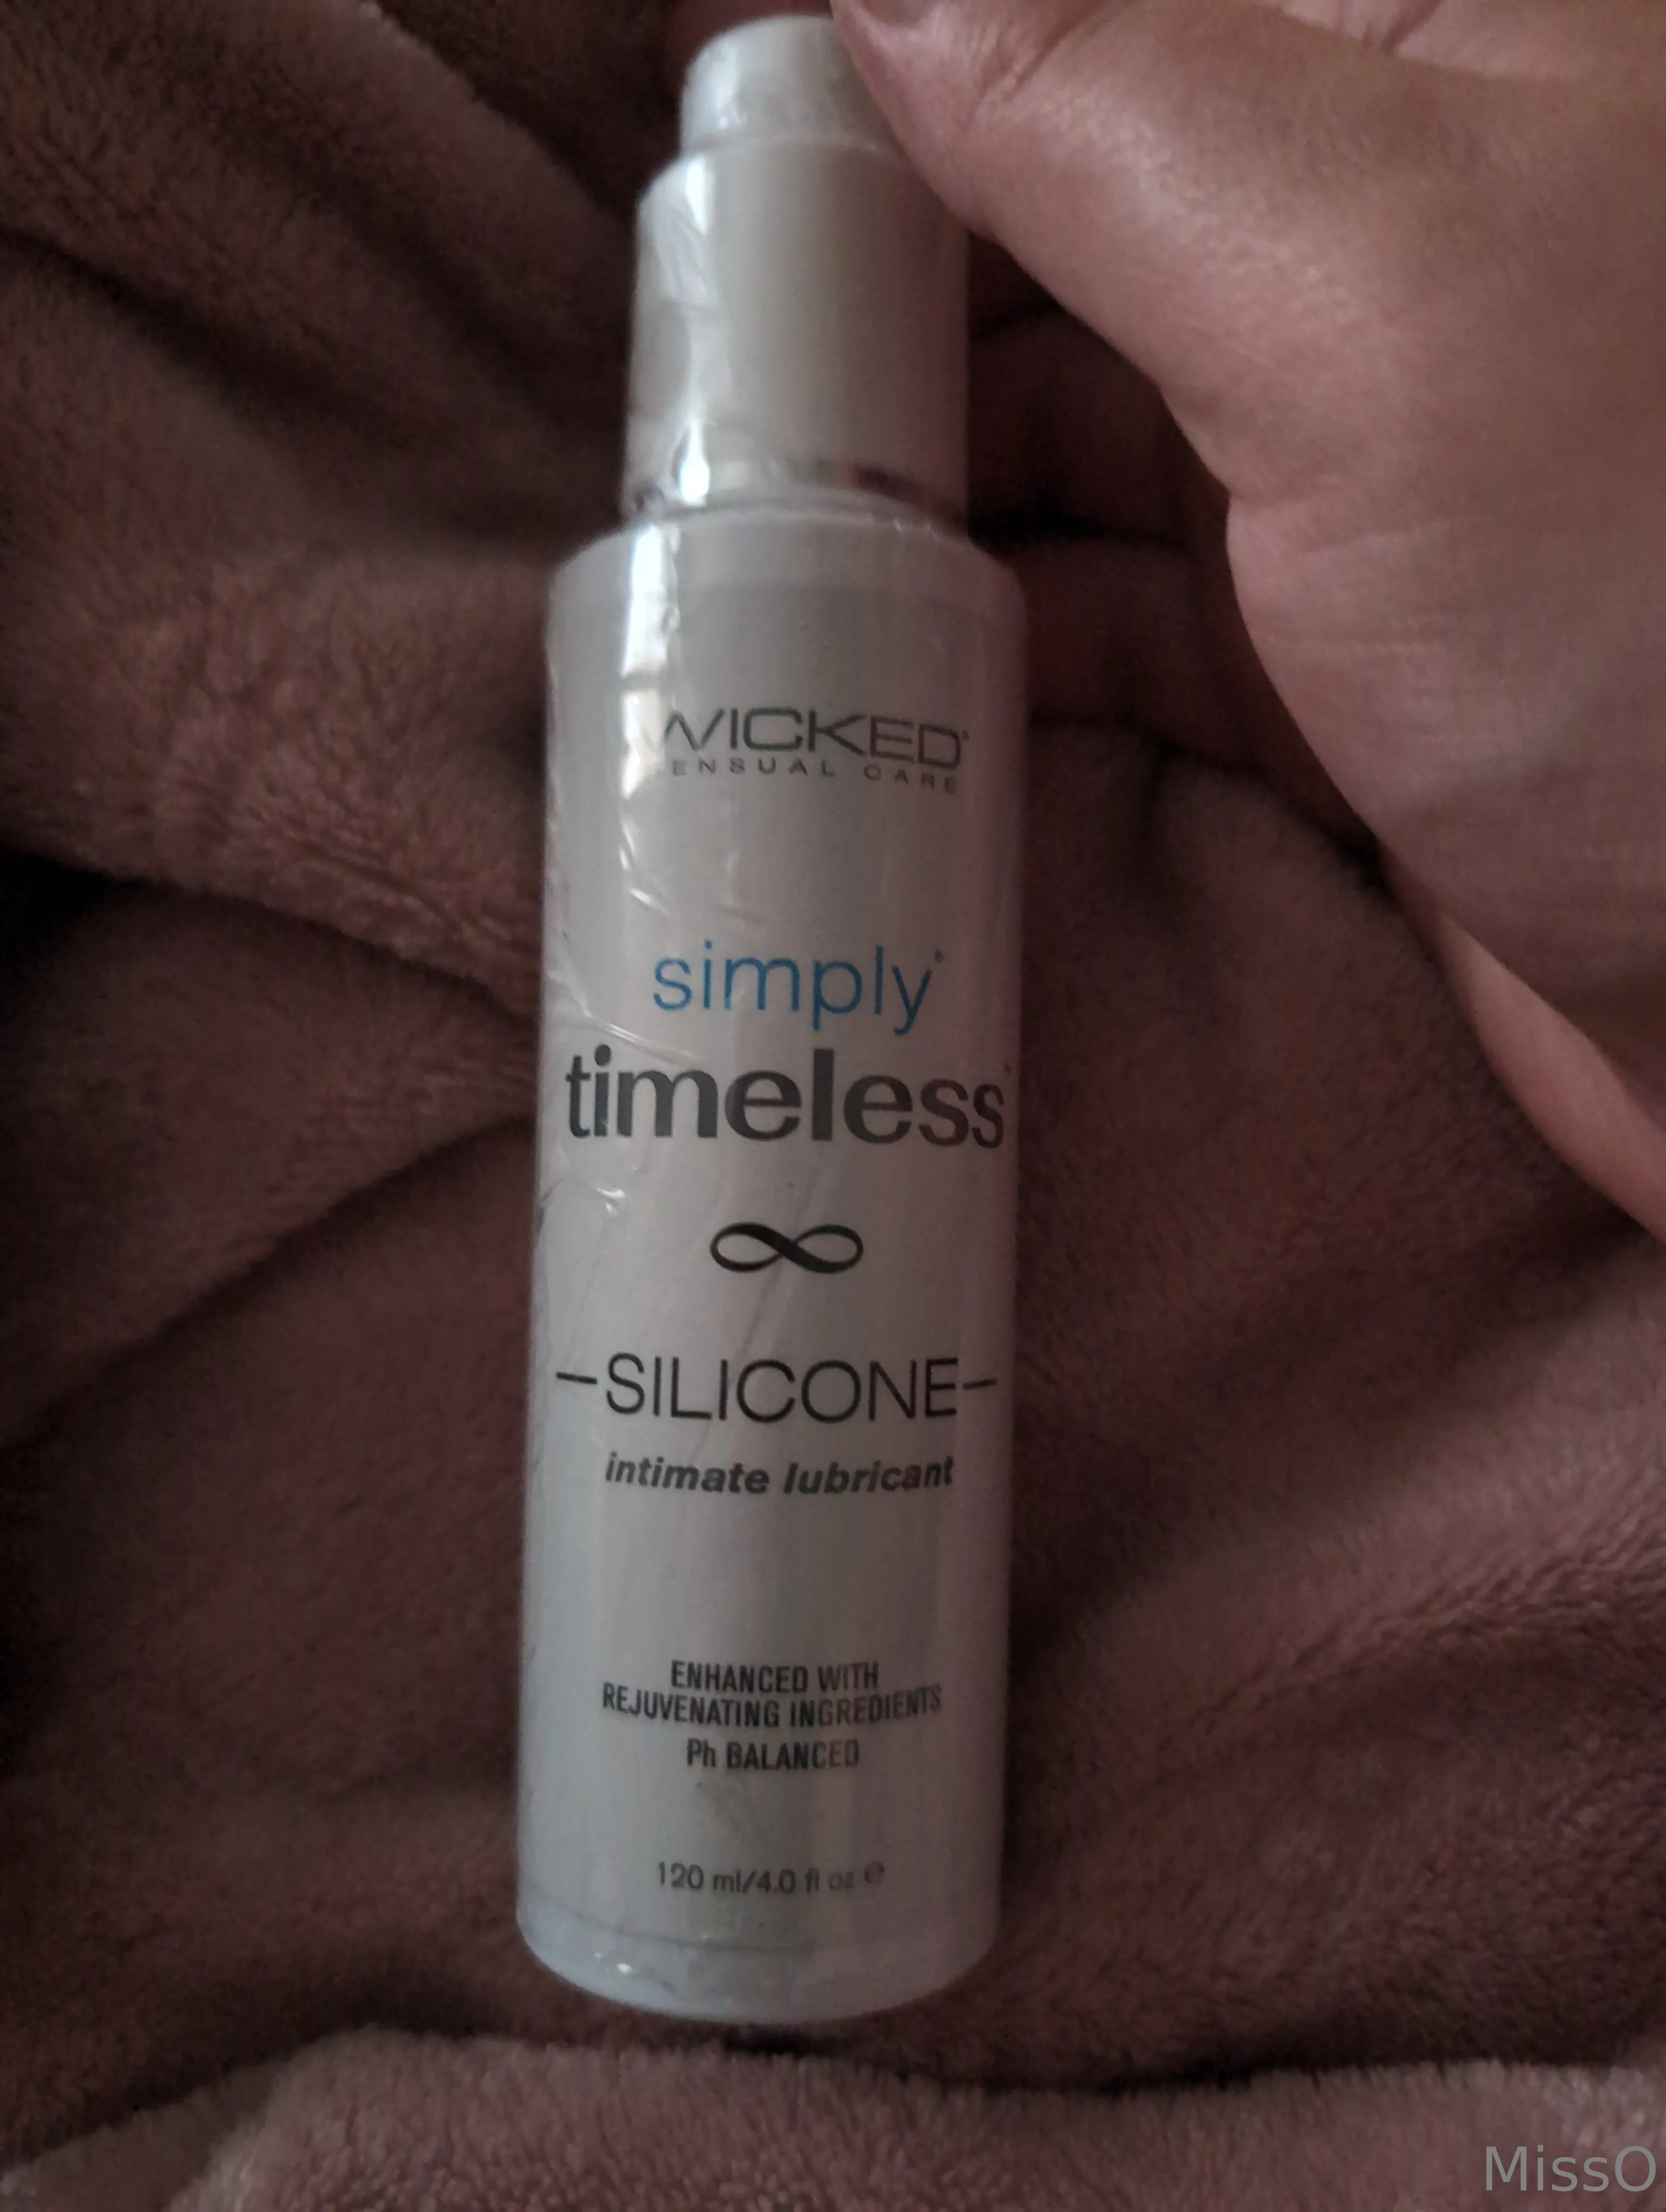 WICKED
SENSUAL CARE
simply
timeless
-SILICONE-
intimate lubricant
ENHANCED WITH
REJUVENATING INGREDIENTS
Ph BALANCED
120 ml/4.0 fl oz ℮
MissO